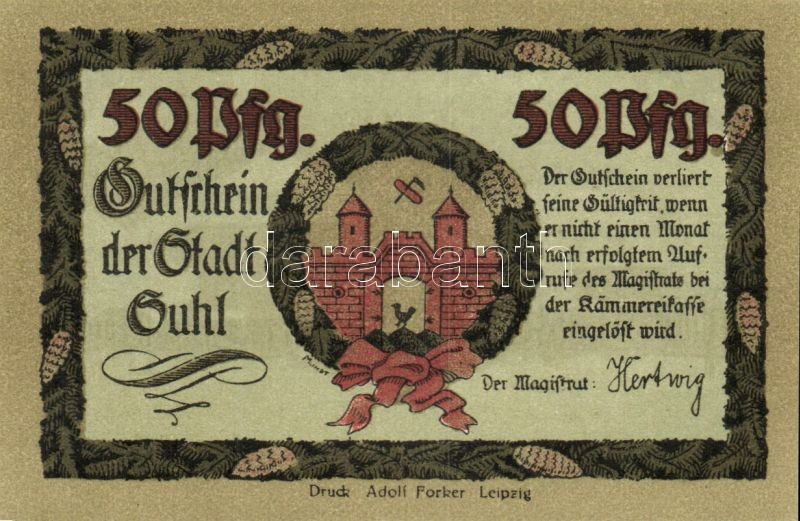 50 Pfg.
50 Pfg.
Gutschein
der Stadt
Suhl
Der Gutschein verliert
seine Gültigkeit, wenn
er nicht einen Monat
nach erfolgtem Auf-
rufe des Magistrats bei
der Kämmereikasse
eingelöst wird.
Der Magistrat: Hertwig
darabanth
Druck Adolf Forker Leipzig